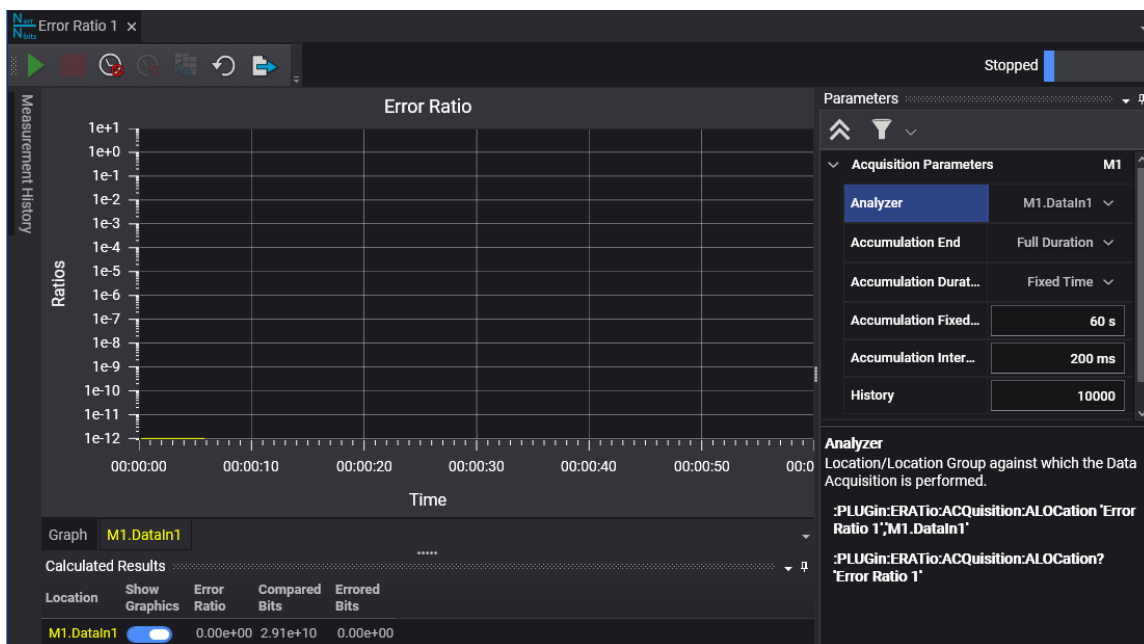 Nerr
Nbits
Error Ratio 1
Stopped
Measurement History
Error Ratio
1e+1
1e+0
1e-1
1e-2
1e-3
1e-4
1e-5
1e-6
1e-7
1e-8
1e-9
1e-10
1e-11
1e-12
Ratios
00:00:00 00:00:10 00:00:20 00:00:30 00:00:40 00:00:50 00:0
Time
Graph M1.DataIn1
Calculated Results
Location Show Graphics Error Ratio Compared Bits Errored Bits
M1.DataIn1 0.00e+00 2.91e+10 0.00e+00
Parameters
Acquisition Parameters M1
Analyzer M1.DataIn1
Accumulation End Full Duration
Accumulation Durat... Fixed Time
Accumulation Fixed... 60 s
Accumulation Inter... 200 ms
History 10000
Analyzer
Location/Location Group against which the Data
Acquisition is performed.
:PLUGin:ERATio:ACQuisition:ALOCation 'Error
Ratio 1','M1.DataIn1'
:PLUGin:ERATio:ACQuisition:ALOCation?
'Error Ratio 1'